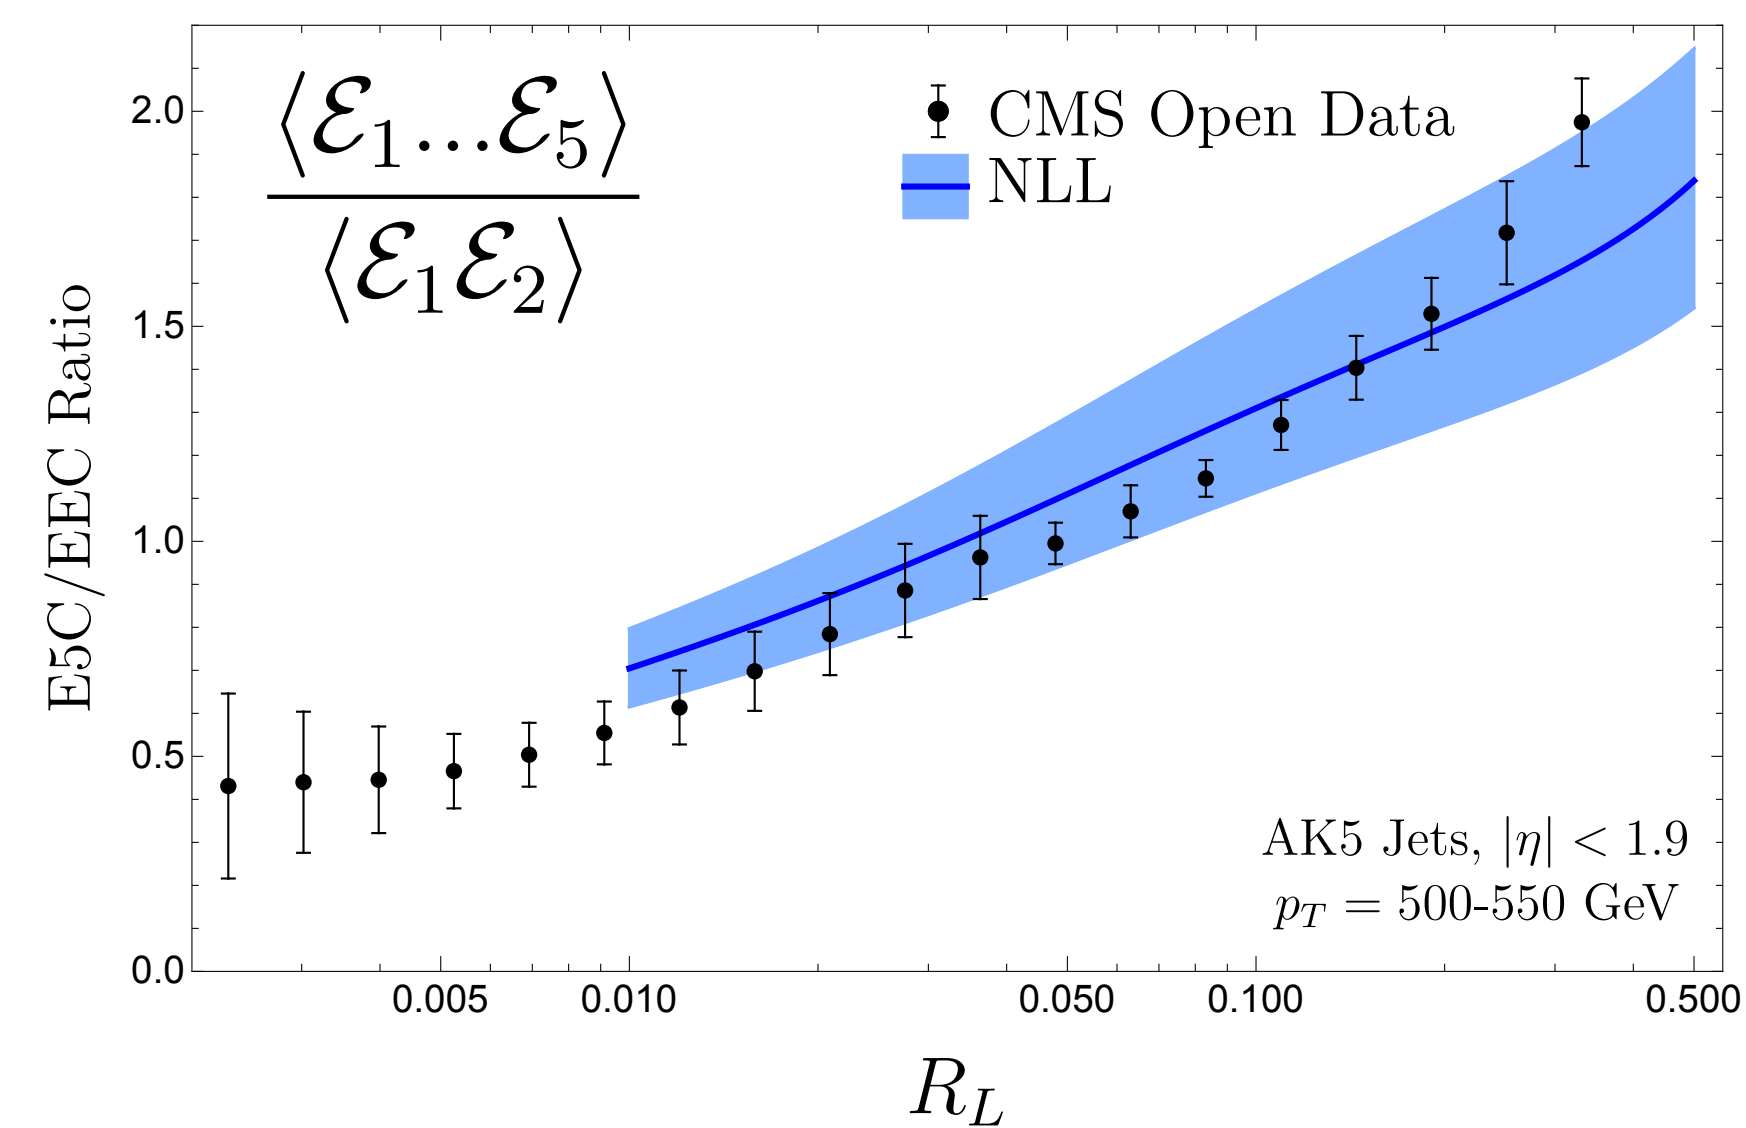 ⟨ℰ1...ℰ5⟩
⟨ℰ1ℰ2⟩
CMS Open Data
NLL
E5C/EEC Ratio
2.0
1.5
1.0
0.5
0.0
AK5 Jets, |η| < 1.9
pT = 500-550 GeV
0.005 0.010 0.050 0.100 0.500
RL